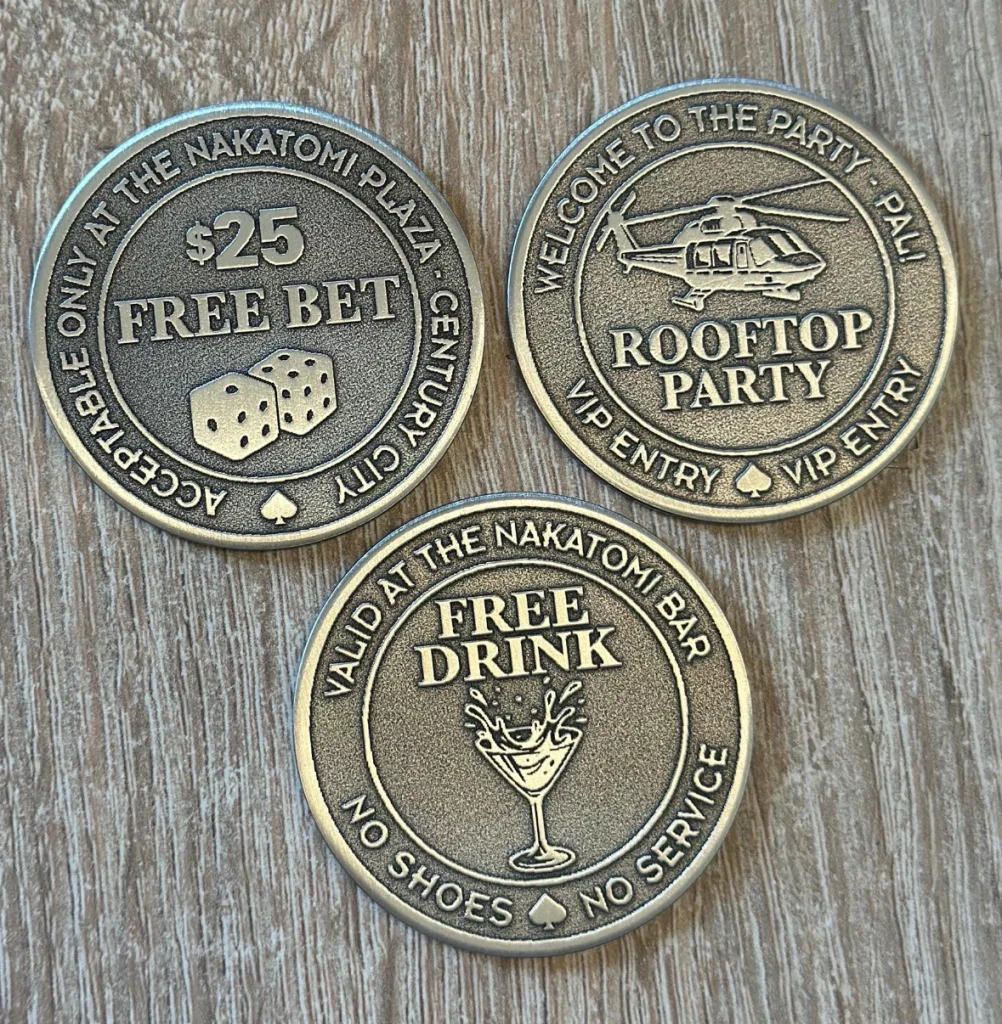 ACCEPTABLE ONLY AT THE NAKATOMI PLAZA - CENTURY CITY
$25
FREE BET
WELCOME TO THE PARTY - PAL!
ROOFTOP
PARTY
VIP ENTRY VIP ENTRY
VALID AT THE NAKATOMI BAR
FREE
DRINK
NO SHOES NO SERVICE